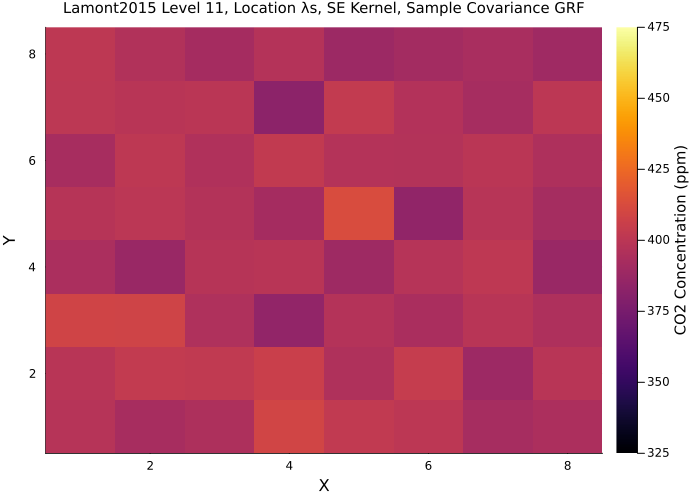 Lamont2015 Level 11, Location λs, SE Kernel, Sample Covariance GRF
8
6
4
2
Y
2 4 6 8
X
475
450
425
400
375
350
325
CO2 Concentration (ppm)